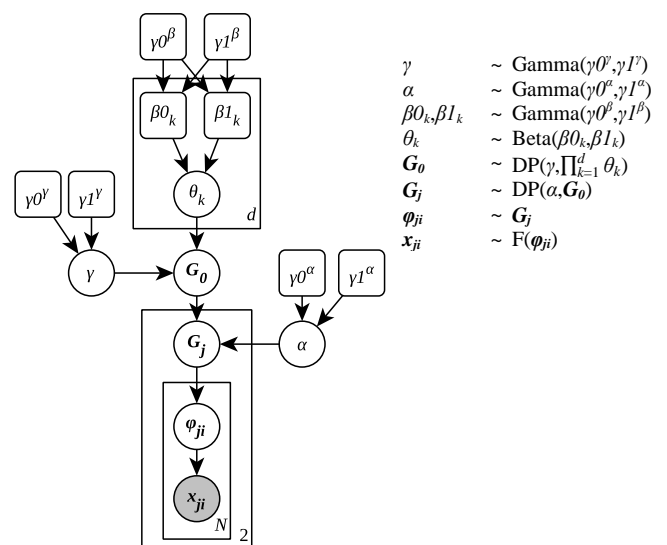 γ0^β γ1^β
β0_k β1_k
θ_k
d
γ0^γ γ1^γ
γ G_0 γ0^α γ1^α
G_j α
φ_ji
x_ji
N
2
γ ~ Gamma(γ0^γ,γ1^γ)
α ~ Gamma(γ0^α,γ1^α)
β0_k,β1_k ~ Gamma(γ0^β,γ1^β)
θ_k ~ Beta(β0_k,β1_k)
G_0 ~ DP(γ,∏_{k=1}^d θ_k)
G_j ~ DP(α,G_0)
φ_ji ~ G_j
x_ji ~ F(φ_ji)